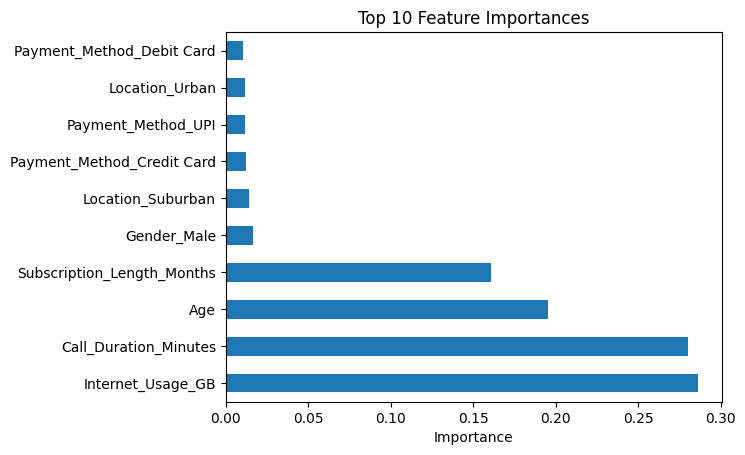 Top 10 Feature Importances
Payment_Method_Debit Card
Location_Urban
Payment_Method_UPI
Payment_Method_Credit Card
Location_Suburban
Gender_Male
Subscription_Length_Months
Age
Call_Duration_Minutes
Internet_Usage_GB
0.00 0.05 0.10 0.15 0.20 0.25 0.30
Importance